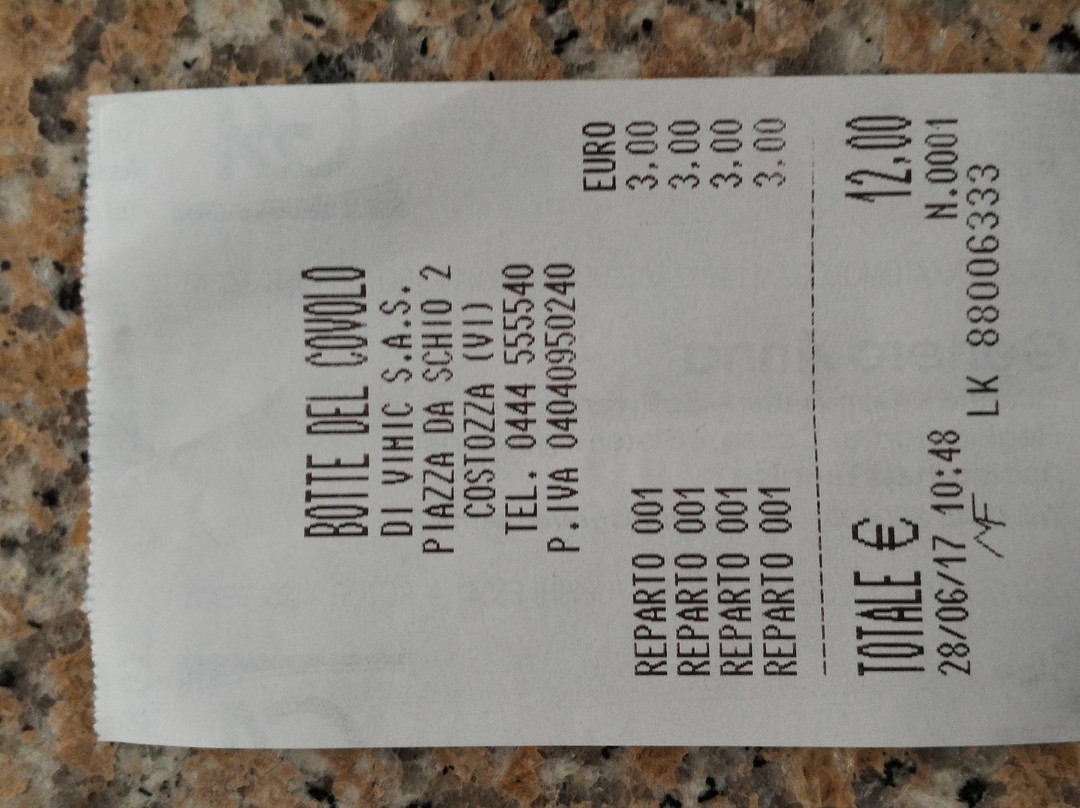 BOTTE DEL COVOLO
DI VIMIC S.A.S.
PIAZZA DA SCHIO 2
COSTOZZA (VI)
TEL. 0444 555540
P.IVA 04040950240
EURO
REPARTO 001 3,00
REPARTO 001 3,00
REPARTO 001 3,00
REPARTO 001 3,00
TOTALE € 12,00
28/06/17 10:48 N.0001
MF LK 88006333